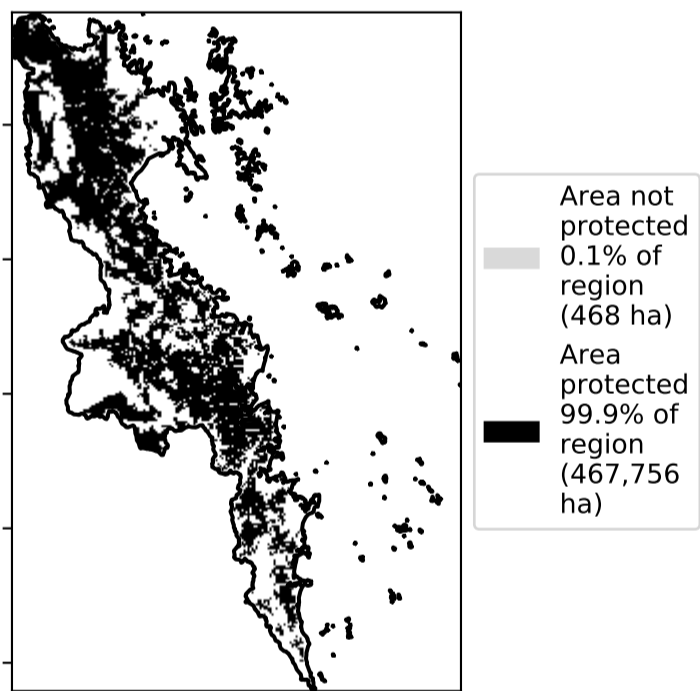 Area not
protected
0.1% of
region
(468 ha)
Area
protected
99.9% of
region
(467,756
ha)